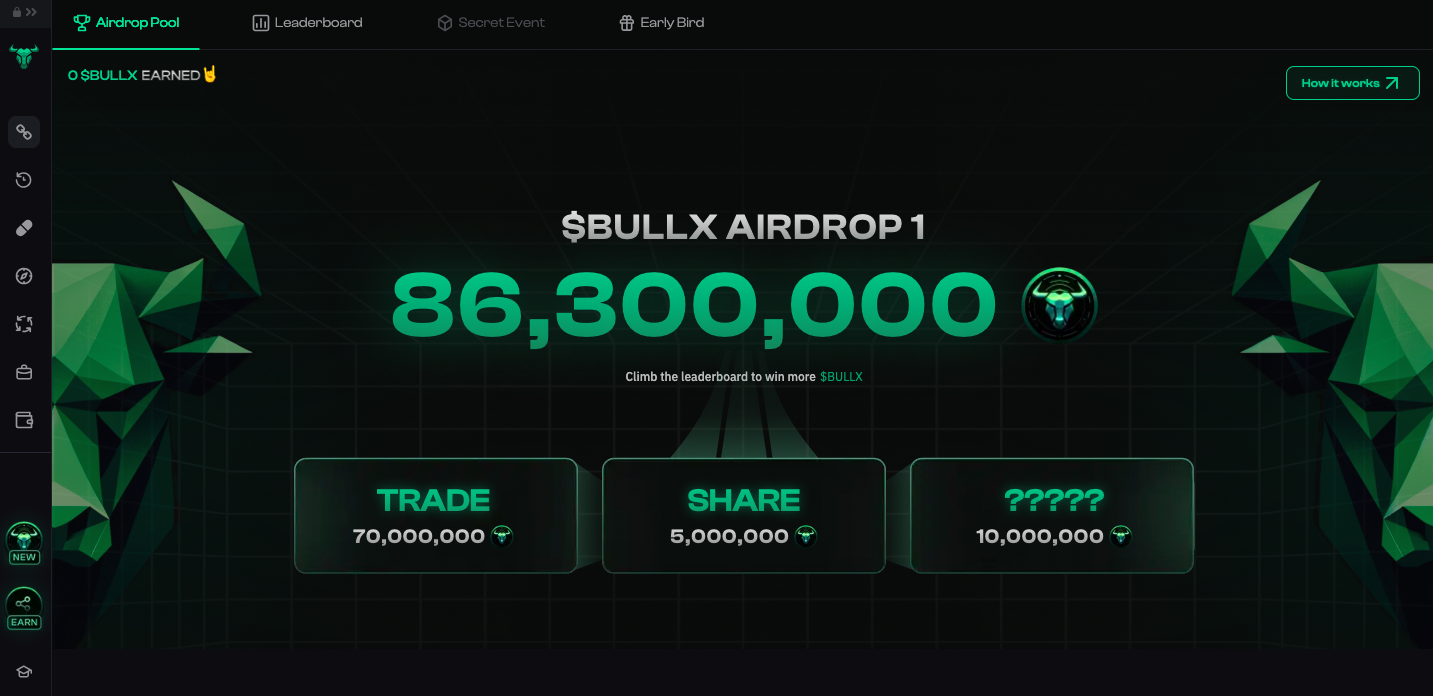 Airdrop Pool
Leaderboard
Secret Event
Early Bird
0 $BULLX EARNED🤘
How it works
$BULLX AIRDROP 1
86,300,000
Climb the leaderboard to win more $BULLX
TRADE
70,000,000
SHARE
5,000,000
?????
10,000,000
NEW
EARN